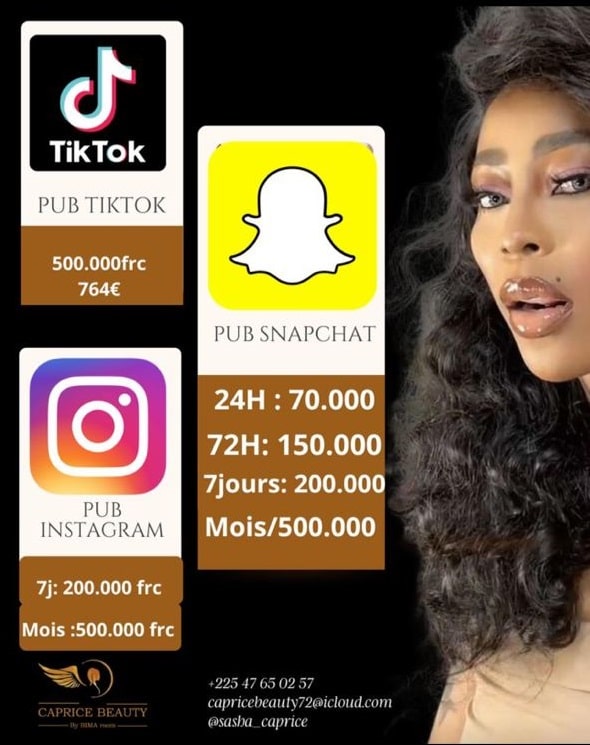 TikTok
PUB TIKTOK
500.000frc
764€
PUB SNAPCHAT
24H : 70.000
72H: 150.000
7jours: 200.000
Mois/500.000
PUB
INSTAGRAM
7j: 200.000 frc
Mois :500.000 frc
CAPRICE BEAUTY
+225 47 65 02 57
capricebeauty72@icloud.com
@sasha_caprice